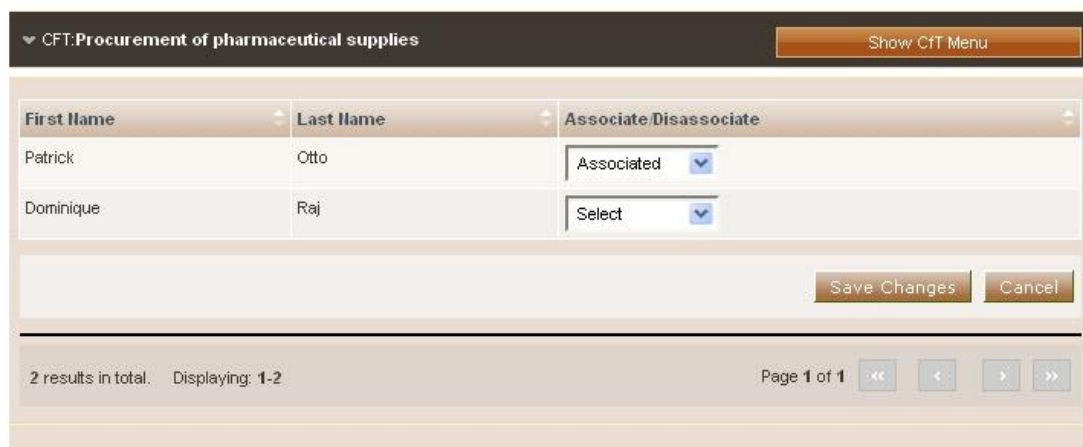 CFT:Procurement of pharmaceutical supplies Show CfT Menu
First Name Last Name Associate/Disassociate
Patrick Otto Associated
Dominique Raj Select
Save Changes Cancel
2 results in total. Displaying: 1-2 Page 1 of 1 « ‹ › »